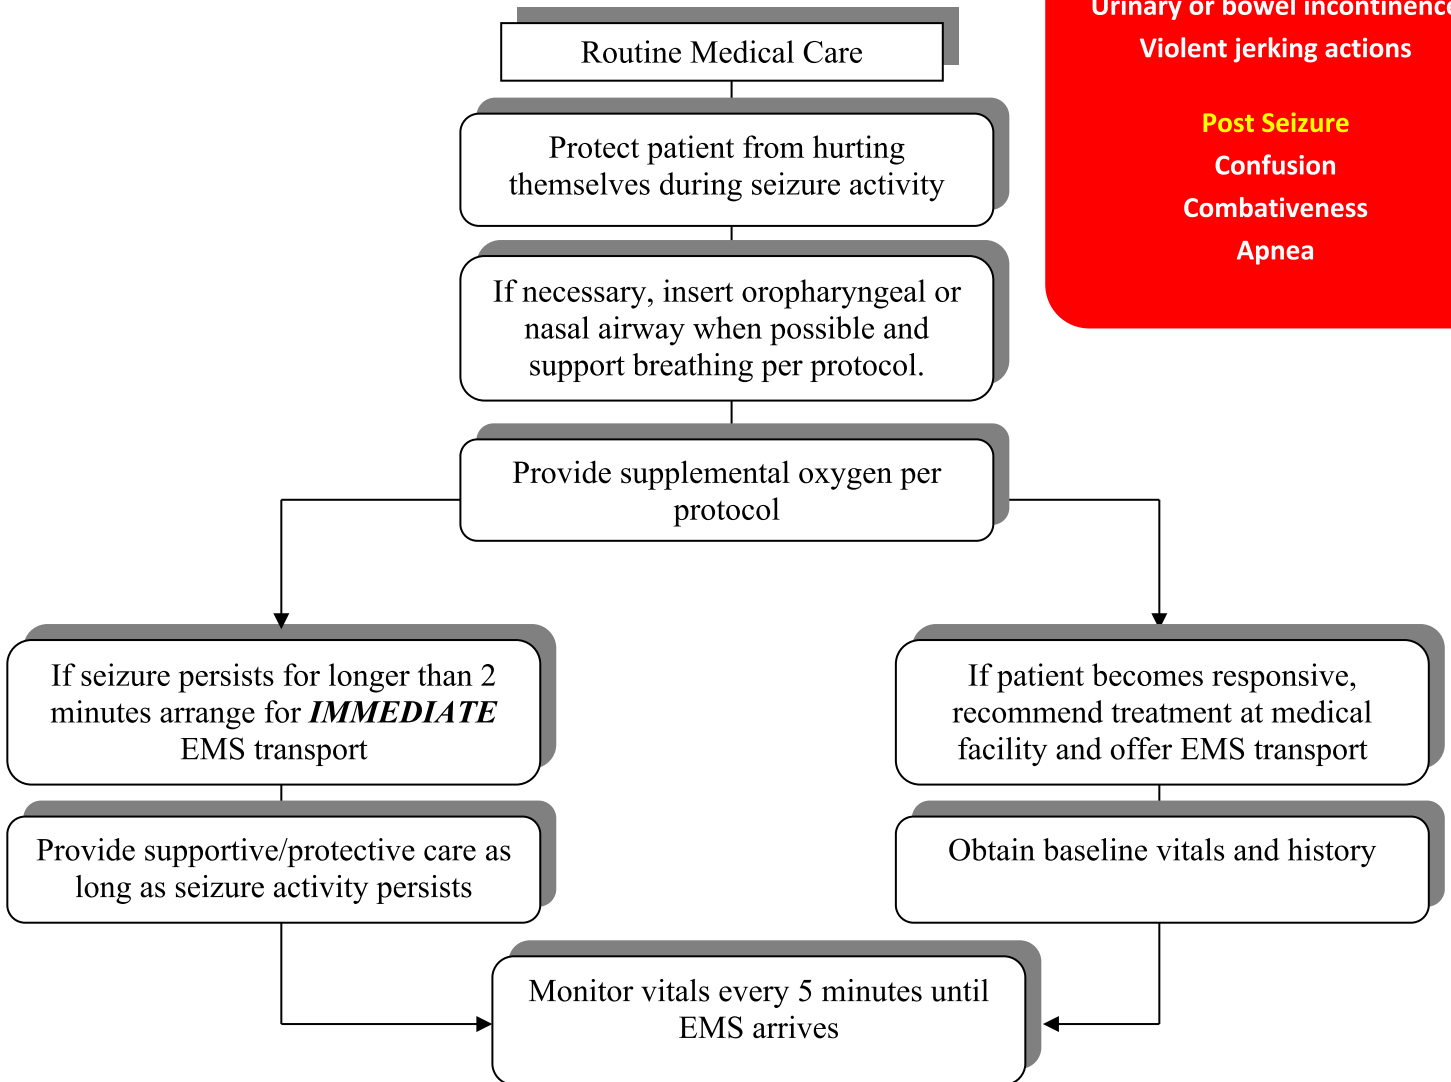 Urinary or bowel incontinence
Violent jerking actions
Post Seizure
Confusion
Combativeness
Apnea
Routine Medical Care
Protect patient from hurting
themselves during seizure activity
If necessary, insert oropharyngeal or
nasal airway when possible and
support breathing per protocol.
Provide supplemental oxygen per
protocol
If seizure persists for longer than 2
minutes arrange for IMMEDIATE
EMS transport
If patient becomes responsive,
recommend treatment at medical
facility and offer EMS transport
Provide supportive/protective care as
long as seizure activity persists
Obtain baseline vitals and history
Monitor vitals every 5 minutes until
EMS arrives